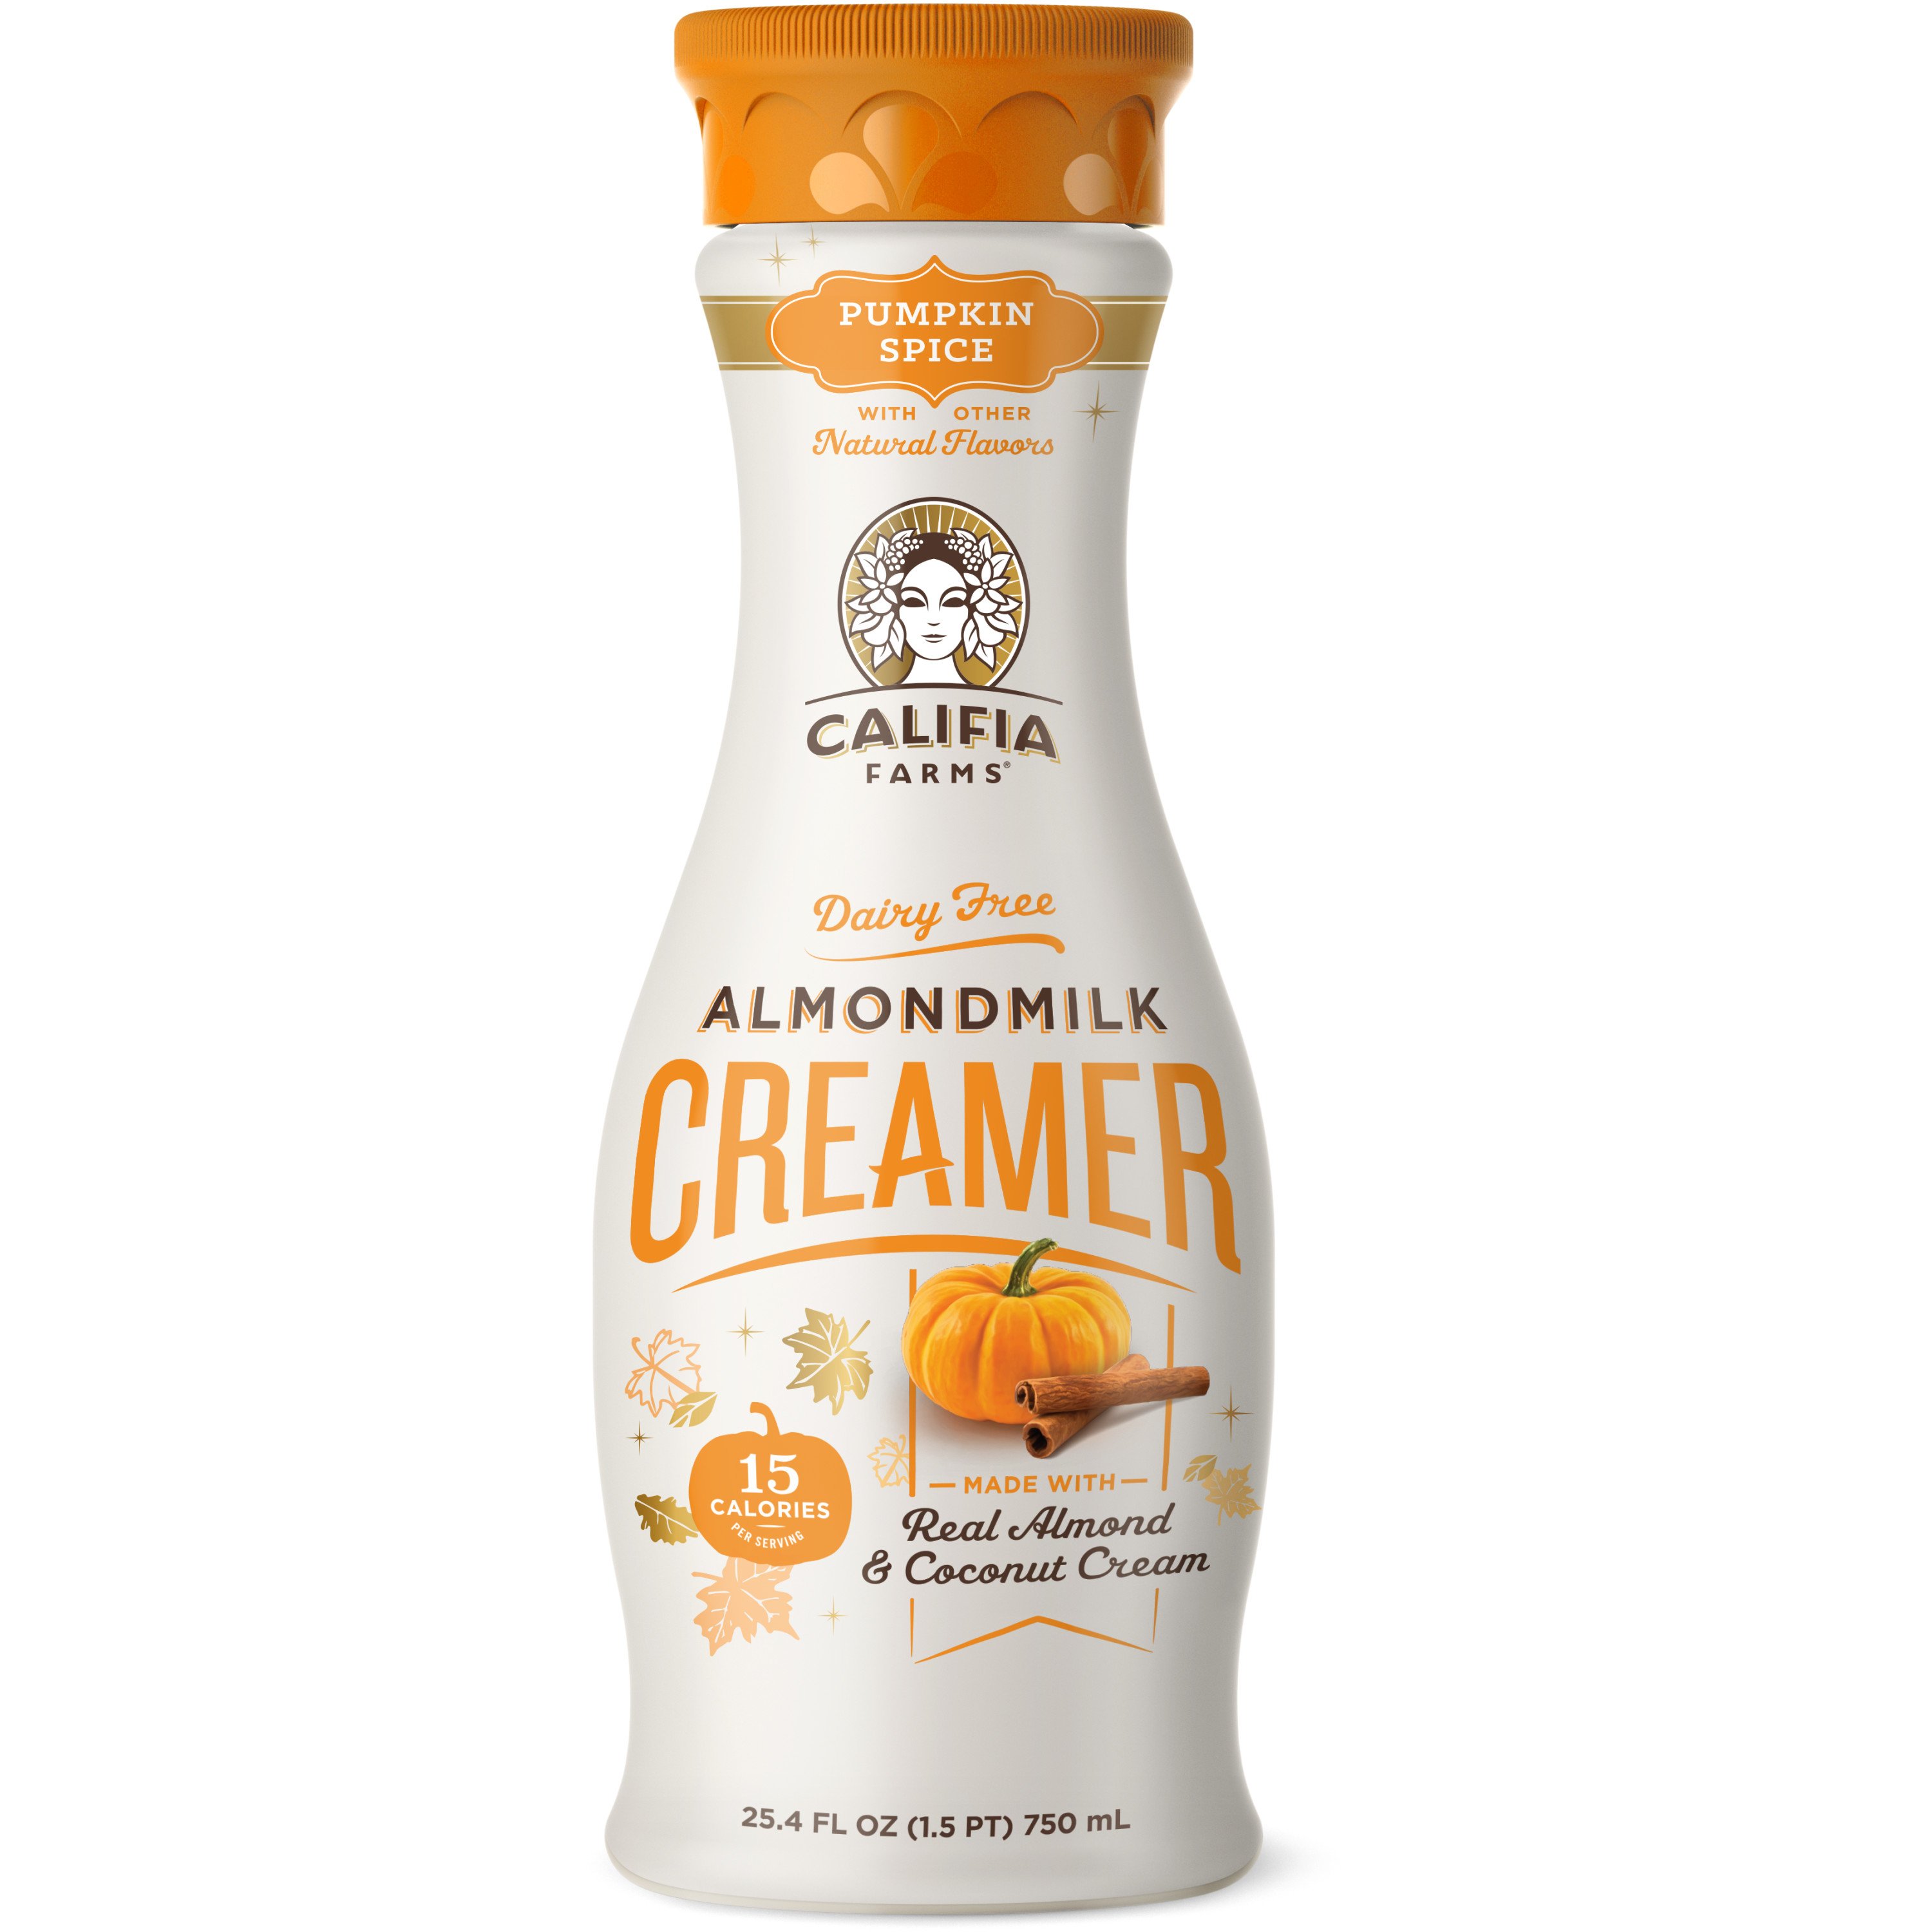 PUMPKIN
SPICE
WITH OTHER
Natural Flavors
CALIFIA
FARMS®
Dairy Free
ALMONDMILK
CREAMER
15
CALORIES
PER SERVING
MADE WITH
Real Almond
& Coconut Cream
25.4 FL OZ (1.5 PT) 750 mL